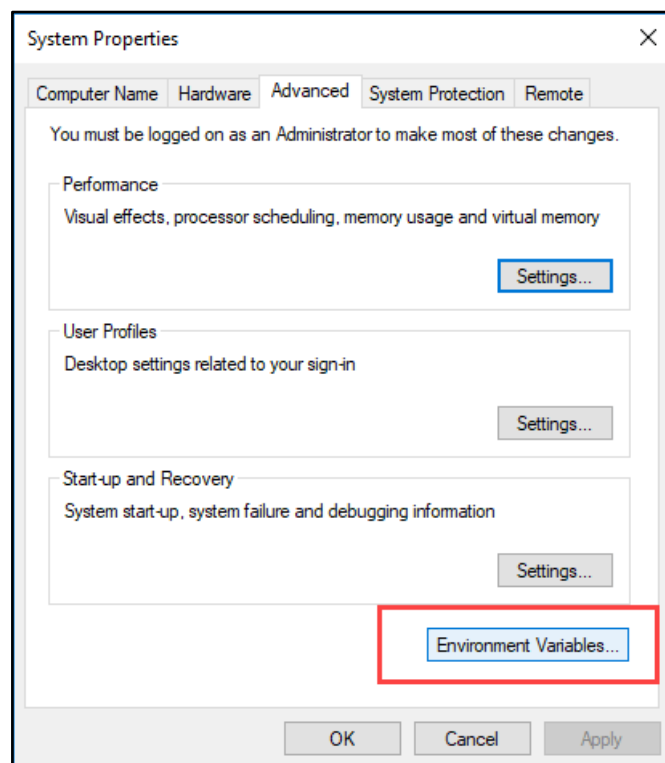 System Properties
Computer Name Hardware Advanced System Protection Remote
You must be logged on as an Administrator to make most of these changes.
Performance
Visual effects, processor scheduling, memory usage and virtual memory
Settings...
User Profiles
Desktop settings related to your sign-in
Settings...
Start-up and Recovery
System start-up, system failure and debugging information
Settings...
Environment Variables...
OK Cancel Apply